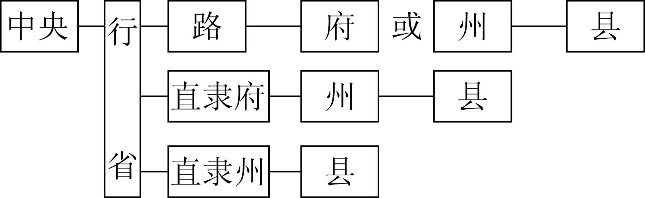 中央 行省 路 府 或 州 县
直隶府 州 县
直隶州 县